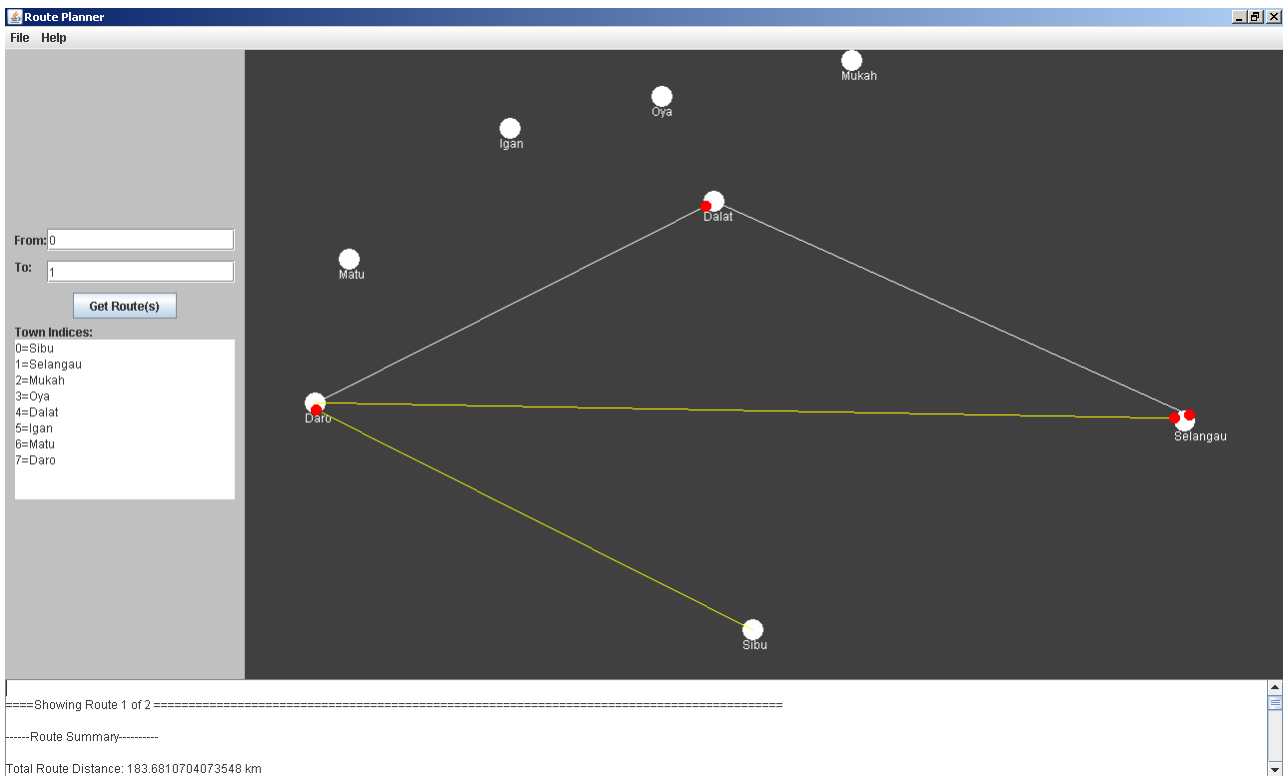 Route Planner
File Help
Mukah
Oya
Igan
Dalat
Matu
Daro
Selangau
Sibu
From: 0
To: 1
Get Route(s)
Town Indices:
0=Sibu
1=Selangau
2=Mukah
3=Oya
4=Dalat
5=Igan
6=Matu
7=Daro
====Showing Route 1 of 2 ==========================================================================================
------Route Summary----------
Total Route Distance: 183.6810704073548 km